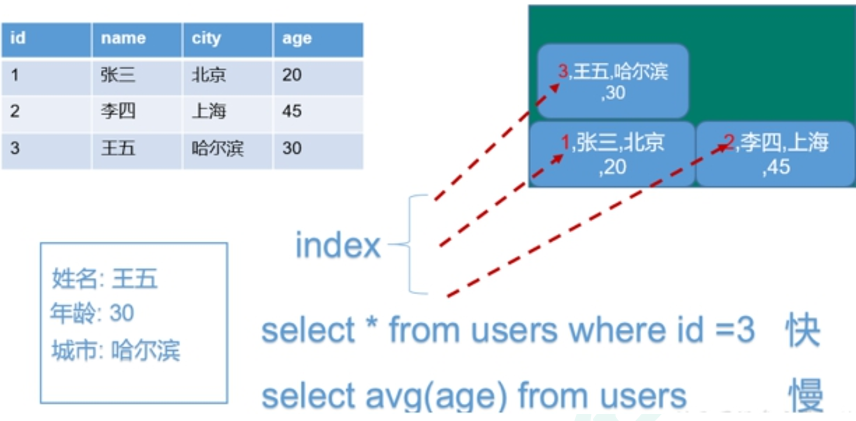 id name city age
1 张三 北京 20
2 李四 上海 45
3 王五 哈尔滨 30
3,王五,哈尔滨
,30
1,张三,北京
,20
2,李四,上海
,45
index
姓名: 王五
年龄: 30
城市: 哈尔滨
select * from users where id =3 快
select avg(age) from users 慢